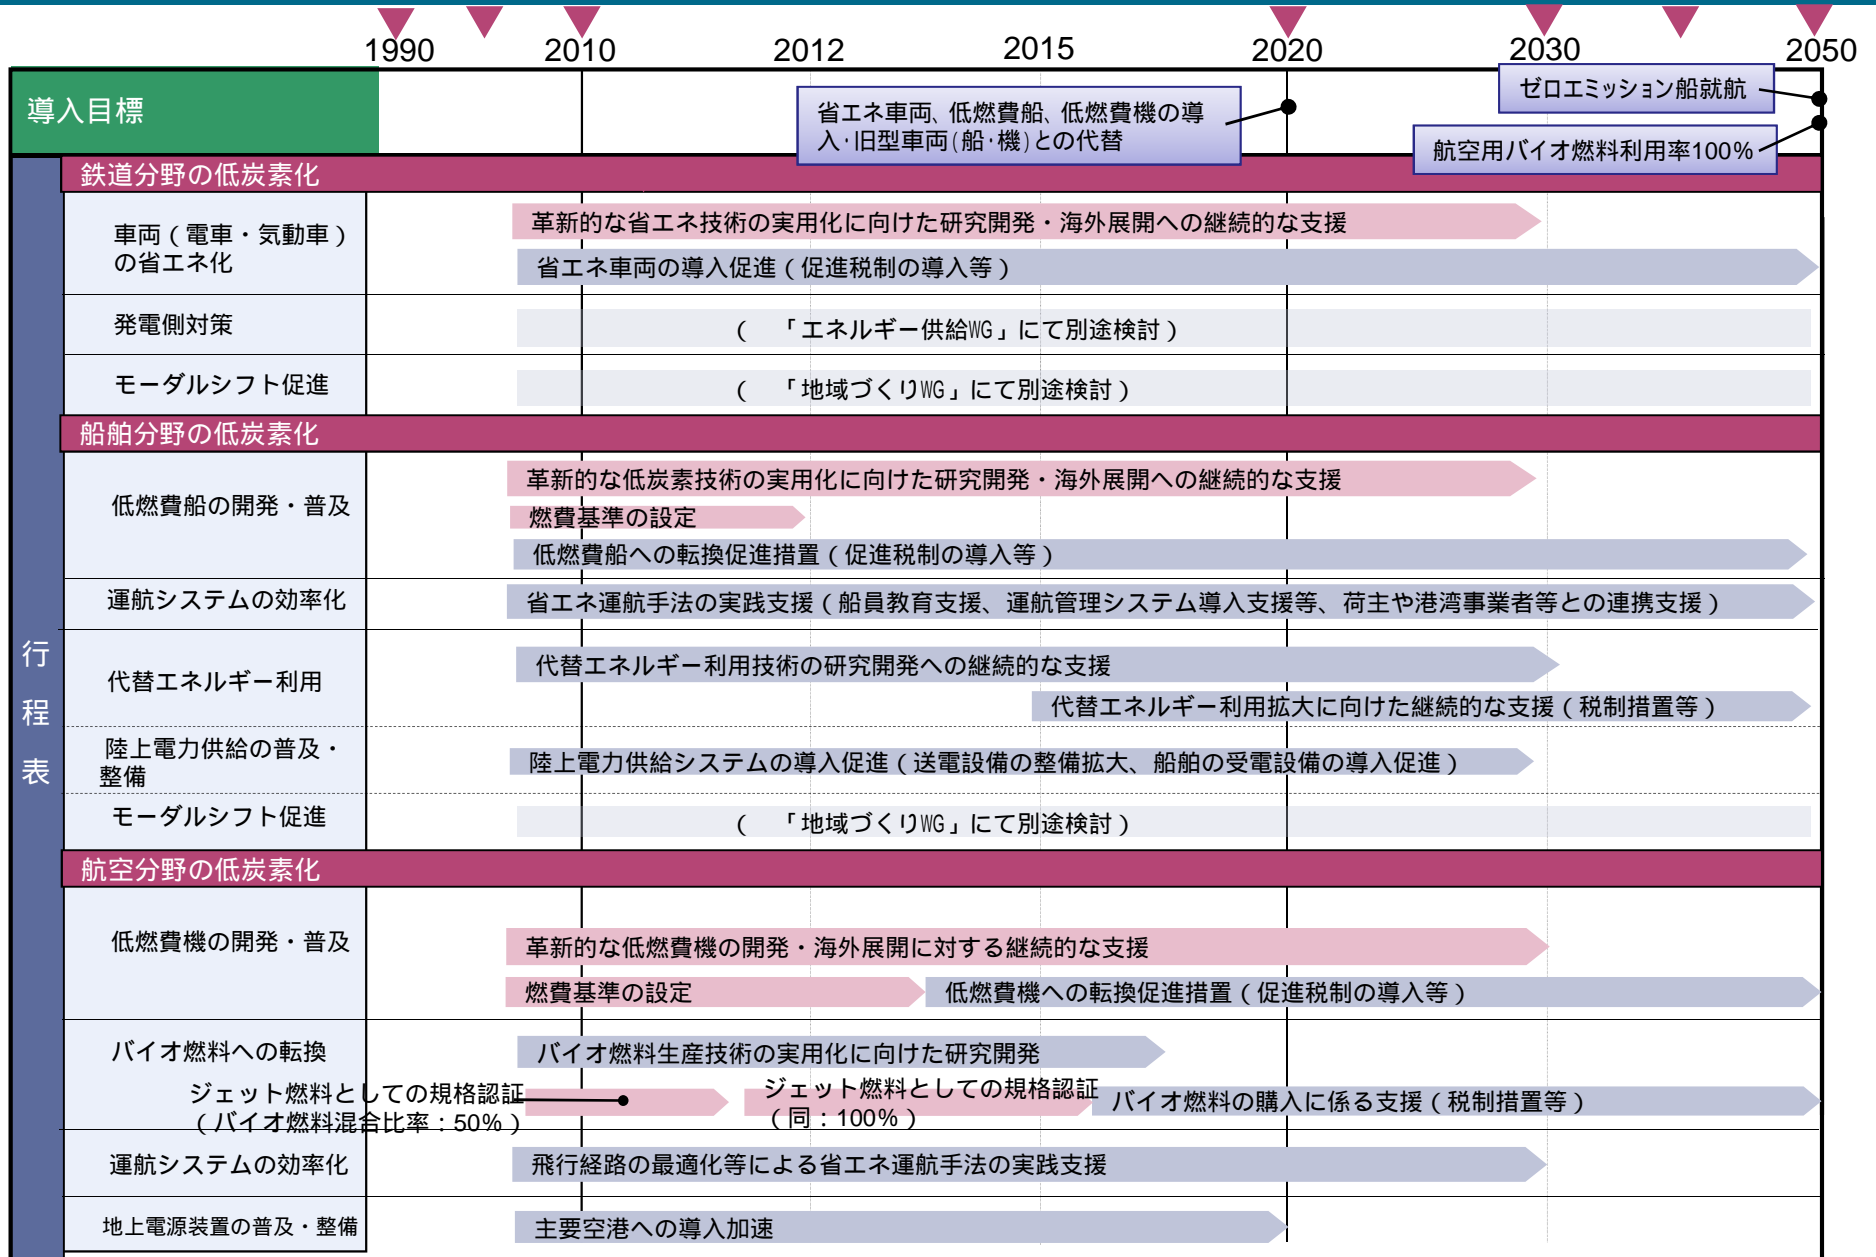 1990
2010
2012
2015
2020
2030
2050
導入目標
省エネ車両、低燃費船、低燃費機の導
入・旧型車両(船・機)との代替
ゼロエミッション船就航
航空用バイオ燃料利用率100%
行程表
鉄道分野の低炭素化
車両(電車・気動車)
の省エネ化
革新的な省エネ技術の実用化に向けた研究開発・海外展開への継続的な支援
省エネ車両の導入促進(促進税制の導入等)
発電側対策
(　「エネルギー供給WG」にて別途検討)
モーダルシフト促進
(　「地域づくりWG」にて別途検討)
船舶分野の低炭素化
低燃費船の開発・普及
革新的な低炭素技術の実用化に向けた研究開発・海外展開への継続的な支援
燃費基準の設定
低燃費船への転換促進措置(促進税制の導入等)
運航システムの効率化
省エネ運航手法の実践支援(船員教育支援、運航管理システム導入支援等、荷主や港湾事業者等との連携支援)
代替エネルギー利用
代替エネルギー利用技術の研究開発への継続的な支援
代替エネルギー利用拡大に向けた継続的な支援(税制措置等)
陸上電力供給の普及・
整備
陸上電力供給システムの導入促進(送電設備の整備拡大、船舶の受電設備の導入促進)
モーダルシフト促進
(　「地域づくりWG」にて別途検討)
航空分野の低炭素化
低燃費機の開発・普及
革新的な低燃費機の開発・海外展開に対する継続的な支援
燃費基準の設定
低燃費機への転換促進措置(促進税制の導入等)
バイオ燃料への転換
バイオ燃料生産技術の実用化に向けた研究開発
ジェット燃料としての規格認証
(バイオ燃料混合比率:50%)
ジェット燃料としての規格認証
(同:100%)
バイオ燃料の購入に係る支援(税制措置等)
運航システムの効率化
飛行経路の最適化等による省エネ運航手法の実践支援
地上電源装置の普及・整備
主要空港への導入加速